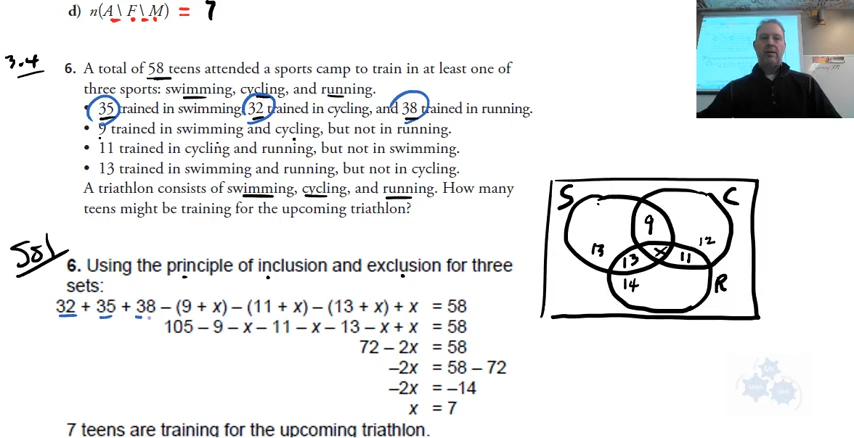 d) n(A \ F \ M) = 7
3.4
6. A total of 58 teens attended a sports camp to train in at least one of
three sports: swimming, cycling, and running.
• 35 trained in swimming, 32 trained in cycling, and 38 trained in running.
• 9 trained in swimming and cycling, but not in running.
• 11 trained in cycling and running, but not in swimming.
• 13 trained in swimming and running, but not in cycling.
A triathlon consists of swimming, cycling, and running. How many
teens might be training for the upcoming triathlon?
S C
9
13 13 x 11 12
14 R
Sol
6. Using the principle of inclusion and exclusion for three
sets:
32 + 35 + 38 – (9 + x) – (11 + x) – (13 + x) + x = 58
105 – 9 – x – 11 – x – 13 – x + x = 58
72 – 2x = 58
–2x = 58 – 72
–2x = –14
x = 7
7 teens are training for the upcoming triathlon.